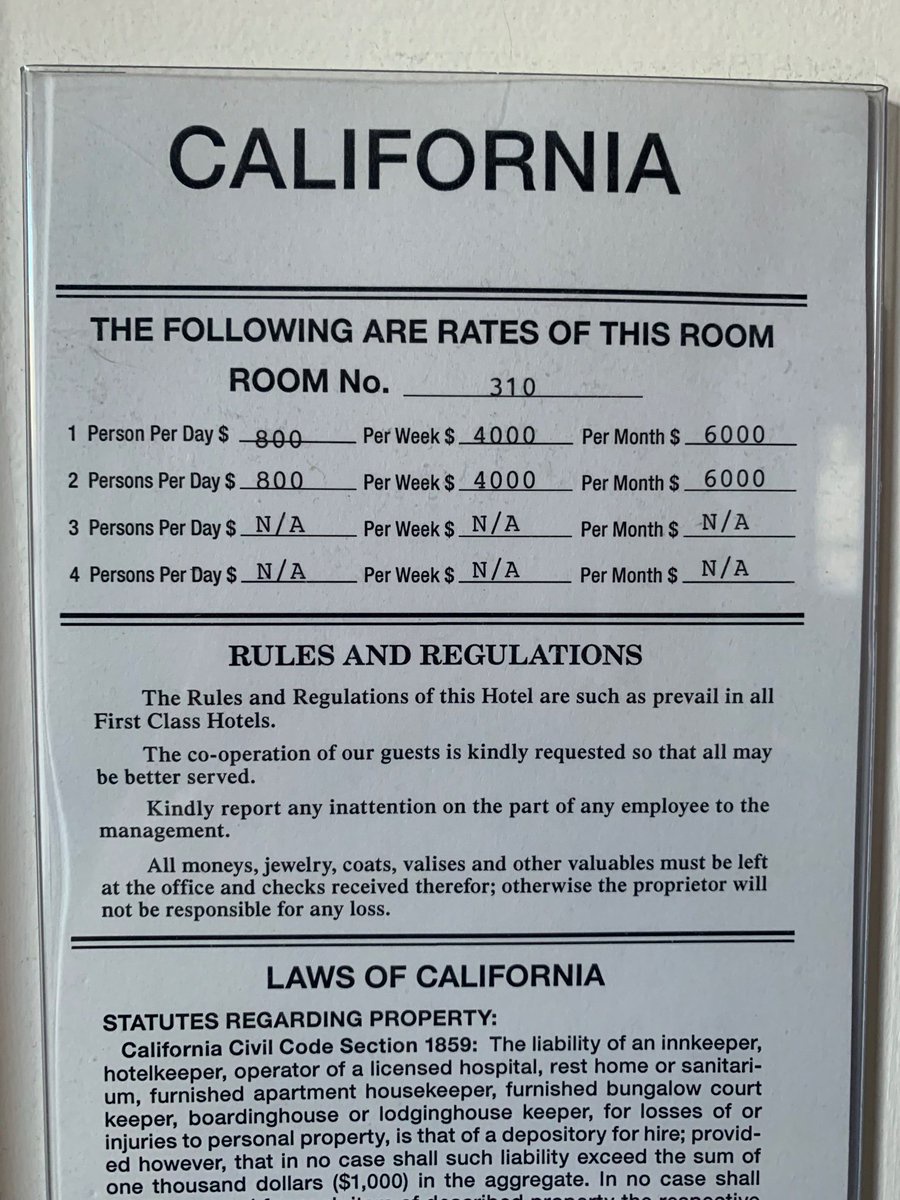 CALIFORNIA
THE FOLLOWING ARE RATES OF THIS ROOM
ROOM No. 310
1 Person Per Day $ 800 Per Week $ 4000 Per Month $ 6000
2 Persons Per Day $ 800 Per Week $ 4000 Per Month $ 6000
3 Persons Per Day $ N/A Per Week $ N/A Per Month $ N/A
4 Persons Per Day $ N/A Per Week $ N/A Per Month $ N/A
RULES AND REGULATIONS
The Rules and Regulations of this Hotel are such as prevail in all
First Class Hotels.
The co-operation of our guests is kindly requested so that all may
be better served.
Kindly report any inattention on the part of any employee to the
management.
All moneys, jewelry, coats, valises and other valuables must be left
at the office and checks received therefor; otherwise the proprietor will
not be responsible for any loss.
LAWS OF CALIFORNIA
STATUTES REGARDING PROPERTY:
California Civil Code Section 1859: The liability of an innkeeper,
hotelkeeper, operator of a licensed hospital, rest home or sanitari-
um, furnished apartment housekeeper, furnished bungalow court
keeper, boardinghouse or lodginghouse keeper, for losses of or
injuries to personal property, is that of a depository for hire; provid-
ed however, that in no case shall such liability exceed the sum of
one thousand dollars ($1,000) in the aggregate. In no case shall